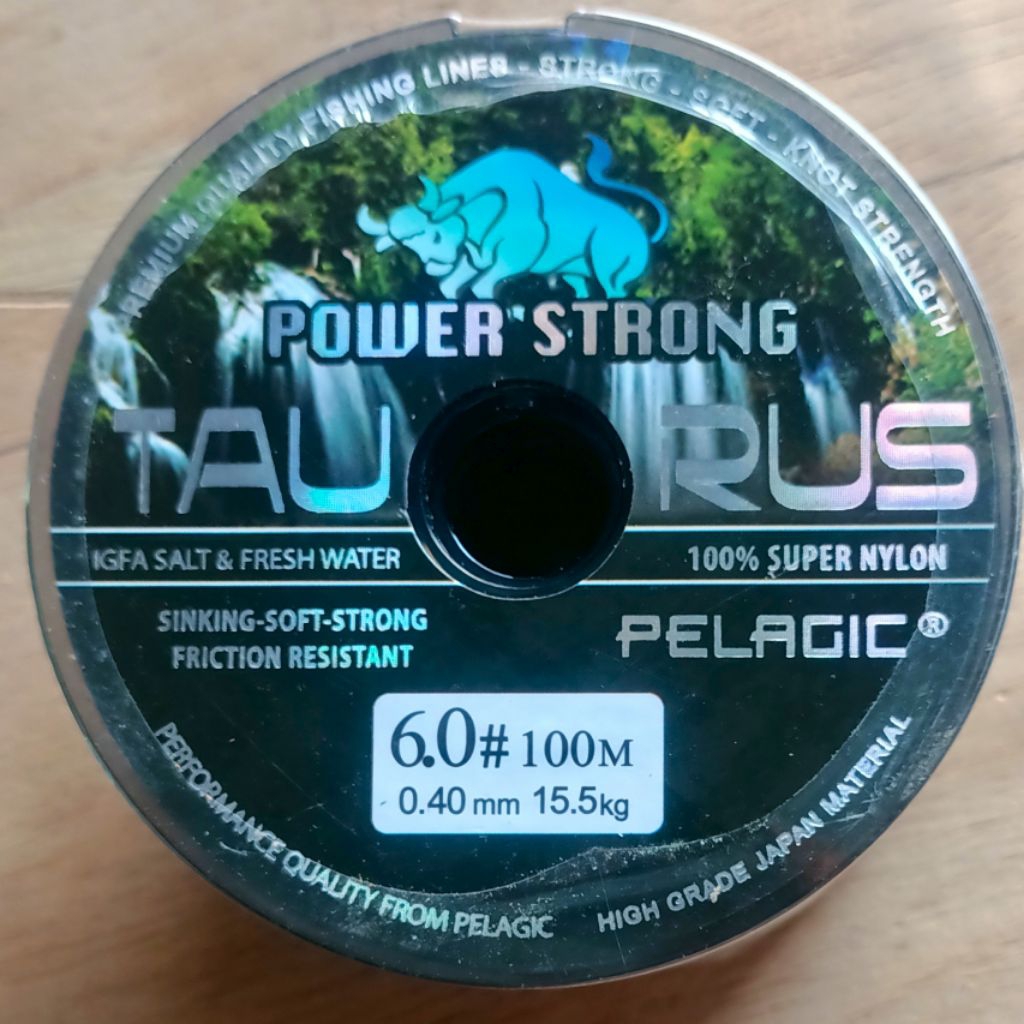 PREMIUM QUALITY FISHING LINES - STRONG - SOFT - KNOT STRENGTH
POWER STRONG
TAURUS
IGFA SALT & FRESH WATER
100% SUPER NYLON
SINKING-SOFT-STRONG
FRICTION RESISTANT
PELAGIC®
6.0# 100M
0.40 mm 15.5kg
PERFORMANCE QUALITY FROM PELAGIC
HIGH GRADE JAPAN MATERIAL